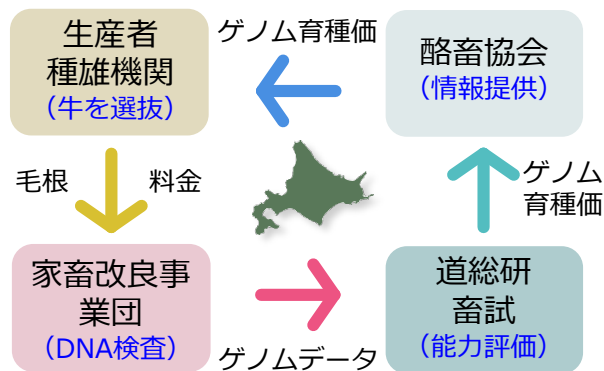 生産者
種雄機関
（牛を選抜）
ゲノム育種価
酪畜協会
（情報提供）
毛根
料金
ゲノム
育種価
家畜改良事
業団
（DNA検査）
ゲノムデータ
道総研
畜試
（能力評価）